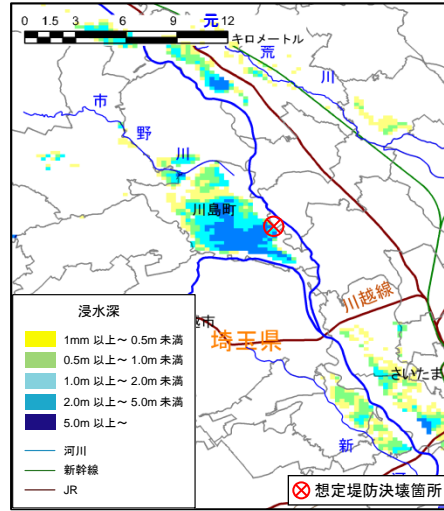 0 1.5 3 6 9 12
キロメートル
元
荒
川
市
野
川
川島町
川越線
越市
埼玉県
さいたま
新
浸水深
1mm 以上～ 0.5m 未満
0.5m 以上～ 1.0m 未満
1.0m 以上～ 2.0m 未満
2.0m 以上～ 5.0m 未満
5.0m 以上～
河川
新幹線
JR
想定堤防決壊箇所